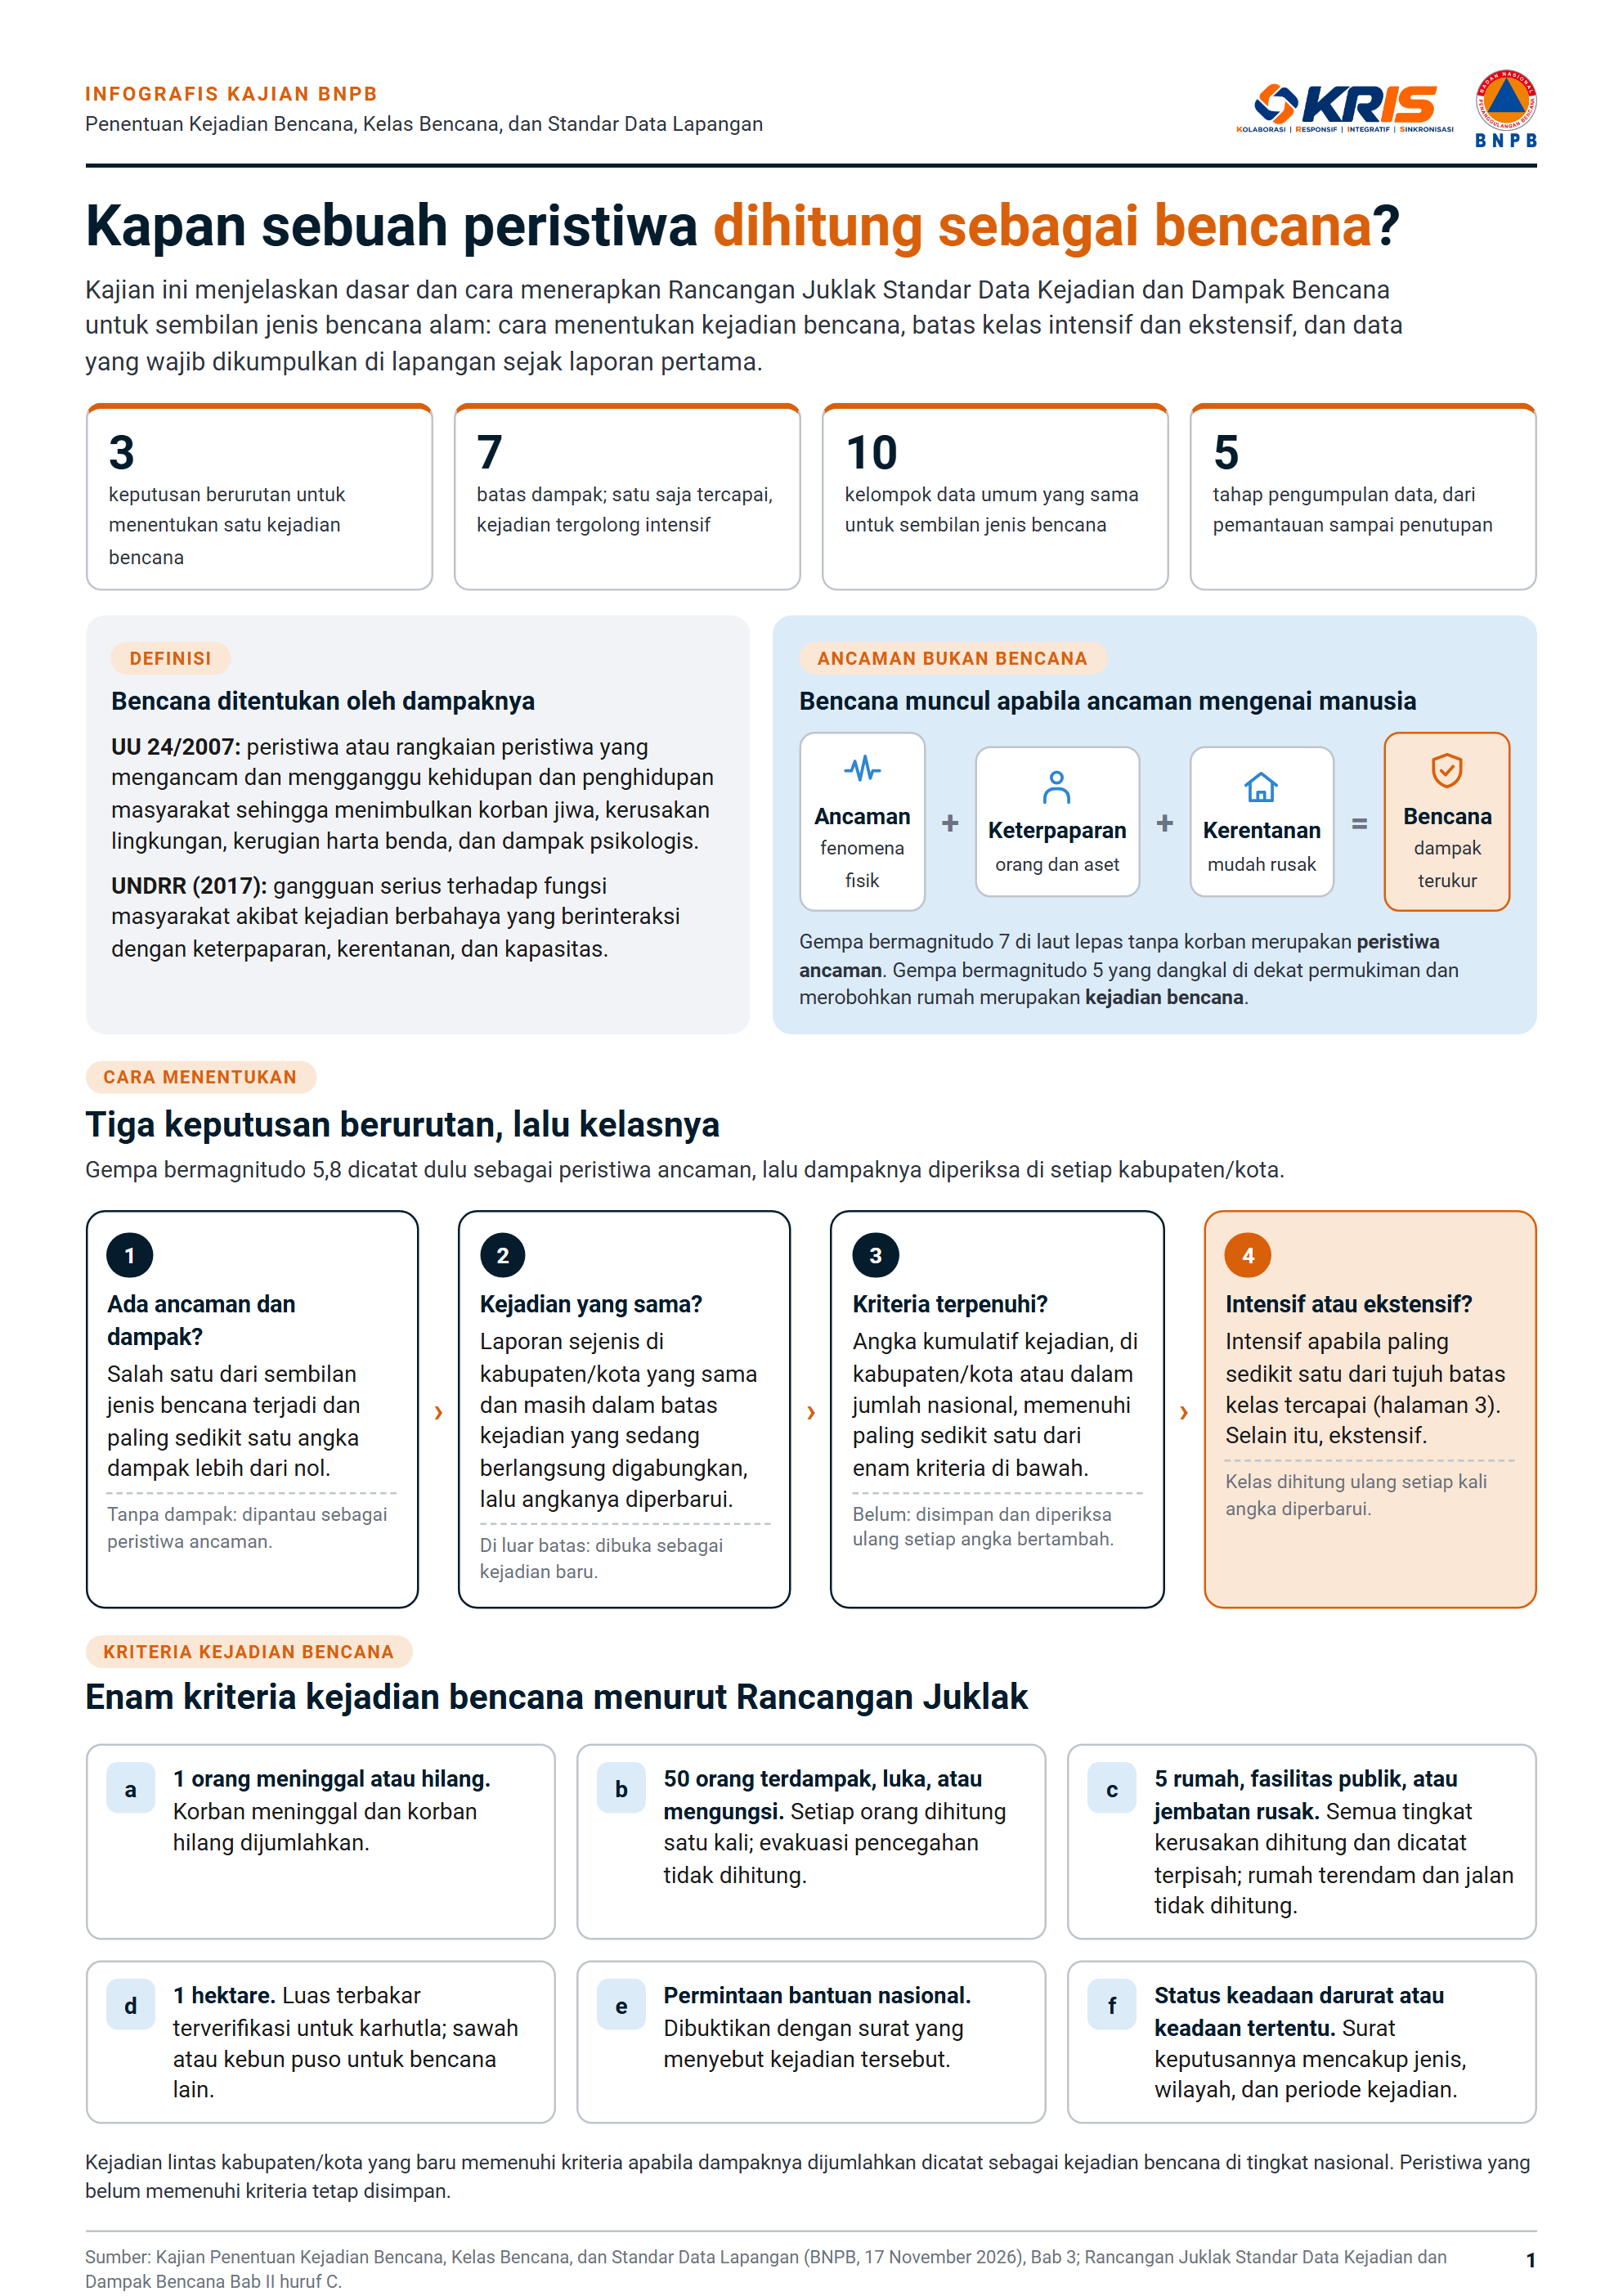 INFOGRAFIS KAJIAN BNPB
Penentuan Kejadian Bencana, Kelas Bencana, dan Standar Data Lapangan
KRIS
KOLABORASI | RESPONSIF | INTEGRATIF | SINKRONISASI
BADAN NASIONAL
PENANGGULANGAN BENCANA
BNPB
Kapan sebuah peristiwa dihitung sebagai bencana?
Kajian ini menjelaskan dasar dan cara menerapkan Rancangan Juklak Standar Data Kejadian dan Dampak Bencana
untuk sembilan jenis bencana alam: cara menentukan kejadian bencana, batas kelas intensif dan ekstensif, dan data
yang wajib dikumpulkan di lapangan sejak laporan pertama.
3
keputusan berurutan untuk
menentukan satu kejadian
bencana
7
batas dampak; satu saja tercapai,
kejadian tergolong intensif
10
kelompok data umum yang sama
untuk sembilan jenis bencana
5
tahap pengumpulan data, dari
pemantauan sampai penutupan
DEFINISI
Bencana ditentukan oleh dampaknya
UU 24/2007: peristiwa atau rangkaian peristiwa yang
mengancam dan mengganggu kehidupan dan penghidupan
masyarakat sehingga menimbulkan korban jiwa, kerusakan
lingkungan, kerugian harta benda, dan dampak psikologis.
UNDRR (2017): gangguan serius terhadap fungsi
masyarakat akibat kejadian berbahaya yang berinteraksi
dengan keterpaparan, kerentanan, dan kapasitas.
ANCAMAN BUKAN BENCANA
Bencana muncul apabila ancaman mengenai manusia
Ancaman
fenomena
fisik
+
Keterpaparan
orang dan aset
+
Kerentanan
mudah rusak
=
Bencana
dampak
terukur
Gempa bermagnitudo 7 di laut lepas tanpa korban merupakan peristiwa
ancaman. Gempa bermagnitudo 5 yang dangkal di dekat permukiman dan
merobohkan rumah merupakan kejadian bencana.
CARA MENENTUKAN
Tiga keputusan berurutan, lalu kelasnya
Gempa bermagnitudo 5,8 dicatat dulu sebagai peristiwa ancaman, lalu dampaknya diperiksa di setiap kabupaten/kota.
1
Ada ancaman dan
dampak?
Salah satu dari sembilan
jenis bencana terjadi dan
paling sedikit satu angka
dampak lebih dari nol.
Tanpa dampak: dipantau sebagai
peristiwa ancaman.
›
2
Kejadian yang sama?
Laporan sejenis di
kabupaten/kota yang sama
dan masih dalam batas
kejadian yang sedang
berlangsung digabungkan,
lalu angkanya diperbarui.
Di luar batas: dibuka sebagai
kejadian baru.
›
3
Kriteria terpenuhi?
Angka kumulatif kejadian, di
kabupaten/kota atau dalam
jumlah nasional, memenuhi
paling sedikit satu dari
enam kriteria di bawah.
Belum: disimpan dan diperiksa
ulang setiap angka bertambah.
›
4
Intensif atau ekstensif?
Intensif apabila paling
sedikit satu dari tujuh batas
kelas tercapai (halaman 3).
Selain itu, ekstensif.
Kelas dihitung ulang setiap kali
angka diperbarui.
KRITERIA KEJADIAN BENCANA
Enam kriteria kejadian bencana menurut Rancangan Juklak
a
1 orang meninggal atau hilang.
Korban meninggal dan korban
hilang dijumlahkan.
b
50 orang terdampak, luka, atau
mengungsi. Setiap orang dihitung
satu kali; evakuasi pencegahan
tidak dihitung.
c
5 rumah, fasilitas publik, atau
jembatan rusak. Semua tingkat
kerusakan dihitung dan dicatat
terpisah; rumah terendam dan jalan
tidak dihitung.
d
1 hektare. Luas terbakar
terverifikasi untuk karhutla; sawah
atau kebun puso untuk bencana
lain.
e
Permintaan bantuan nasional.
Dibuktikan dengan surat yang
menyebut kejadian tersebut.
f
Status keadaan darurat atau
keadaan tertentu. Surat
keputusannya mencakup jenis,
wilayah, dan periode kejadian.
Kejadian lintas kabupaten/kota yang baru memenuhi kriteria apabila dampaknya dijumlahkan dicatat sebagai kejadian bencana di tingkat nasional. Peristiwa yang
belum memenuhi kriteria tetap disimpan.
Sumber: Kajian Penentuan Kejadian Bencana, Kelas Bencana, dan Standar Data Lapangan (BNPB, 17 November 2026), Bab 3; Rancangan Juklak Standar Data Kejadian dan
Dampak Bencana Bab II huruf C.
1